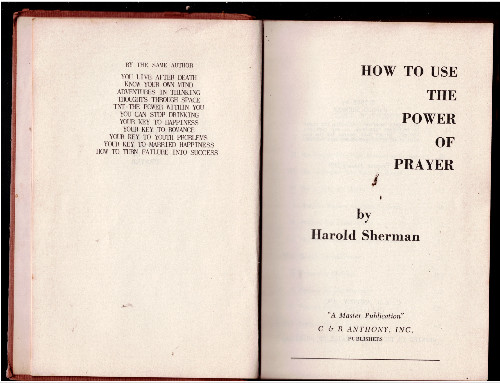 BY THE SAME AUTHOR
YOU LIVE AFTER DEATH
KNOW YOUR OWN MIND
ADVENTURES IN THINKING
THOUGHTS THROUGH SPACE
TNT THE POWER WITHIN YOU
YOU CAN STOP DRINKING
YOUR KEY TO HAPPINESS
YOUR KEY TO ROMANCE
YOUR KEY TO YOUTH PROBLEMS
YOUR KEY TO MARRIED HAPPINESS
HOW TO TURN FAILURE INTO SUCCESS
HOW TO USE
THE
POWER
OF
PRAYER
by
Harold Sherman
"A Master Publication"
C & R ANTHONY, INC.
PUBLISHERS